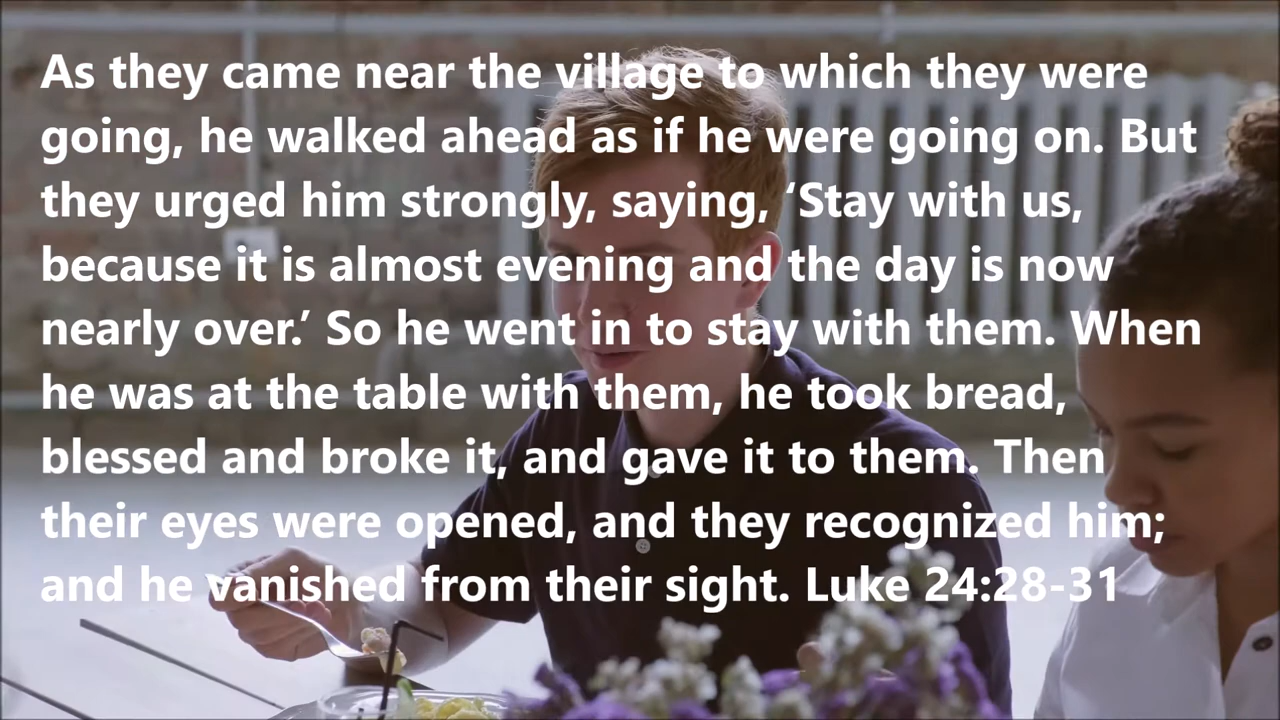 As they came near the village to which they were
going, he walked ahead as if he were going on. But
they urged him strongly, saying, ‘Stay with us,
because it is almost evening and the day is now
nearly over.’ So he went in to stay with them. When
he was at the table with them, he took bread,
blessed and broke it, and gave it to them. Then
their eyes were opened, and they recognized him;
and he vanished from their sight. Luke 24:28-31